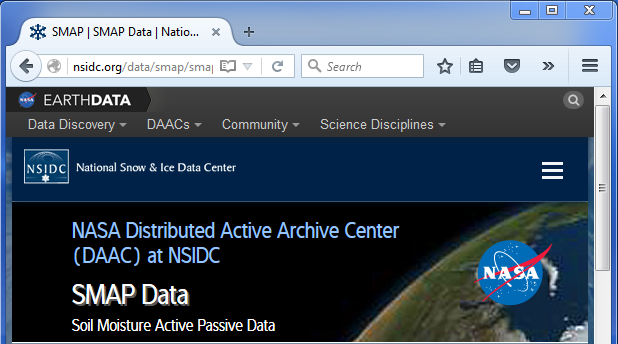 SMAP | SMAP Data | Natio...
nsidc.org/data/smap/smap
Search
NASA EARTHDATA
Data Discovery DAACs Community Science Disciplines
NSIDC National Snow & Ice Data Center
NASA Distributed Active Archive Center
(DAAC) at NSIDC
NASA
SMAP Data
Soil Moisture Active Passive Data